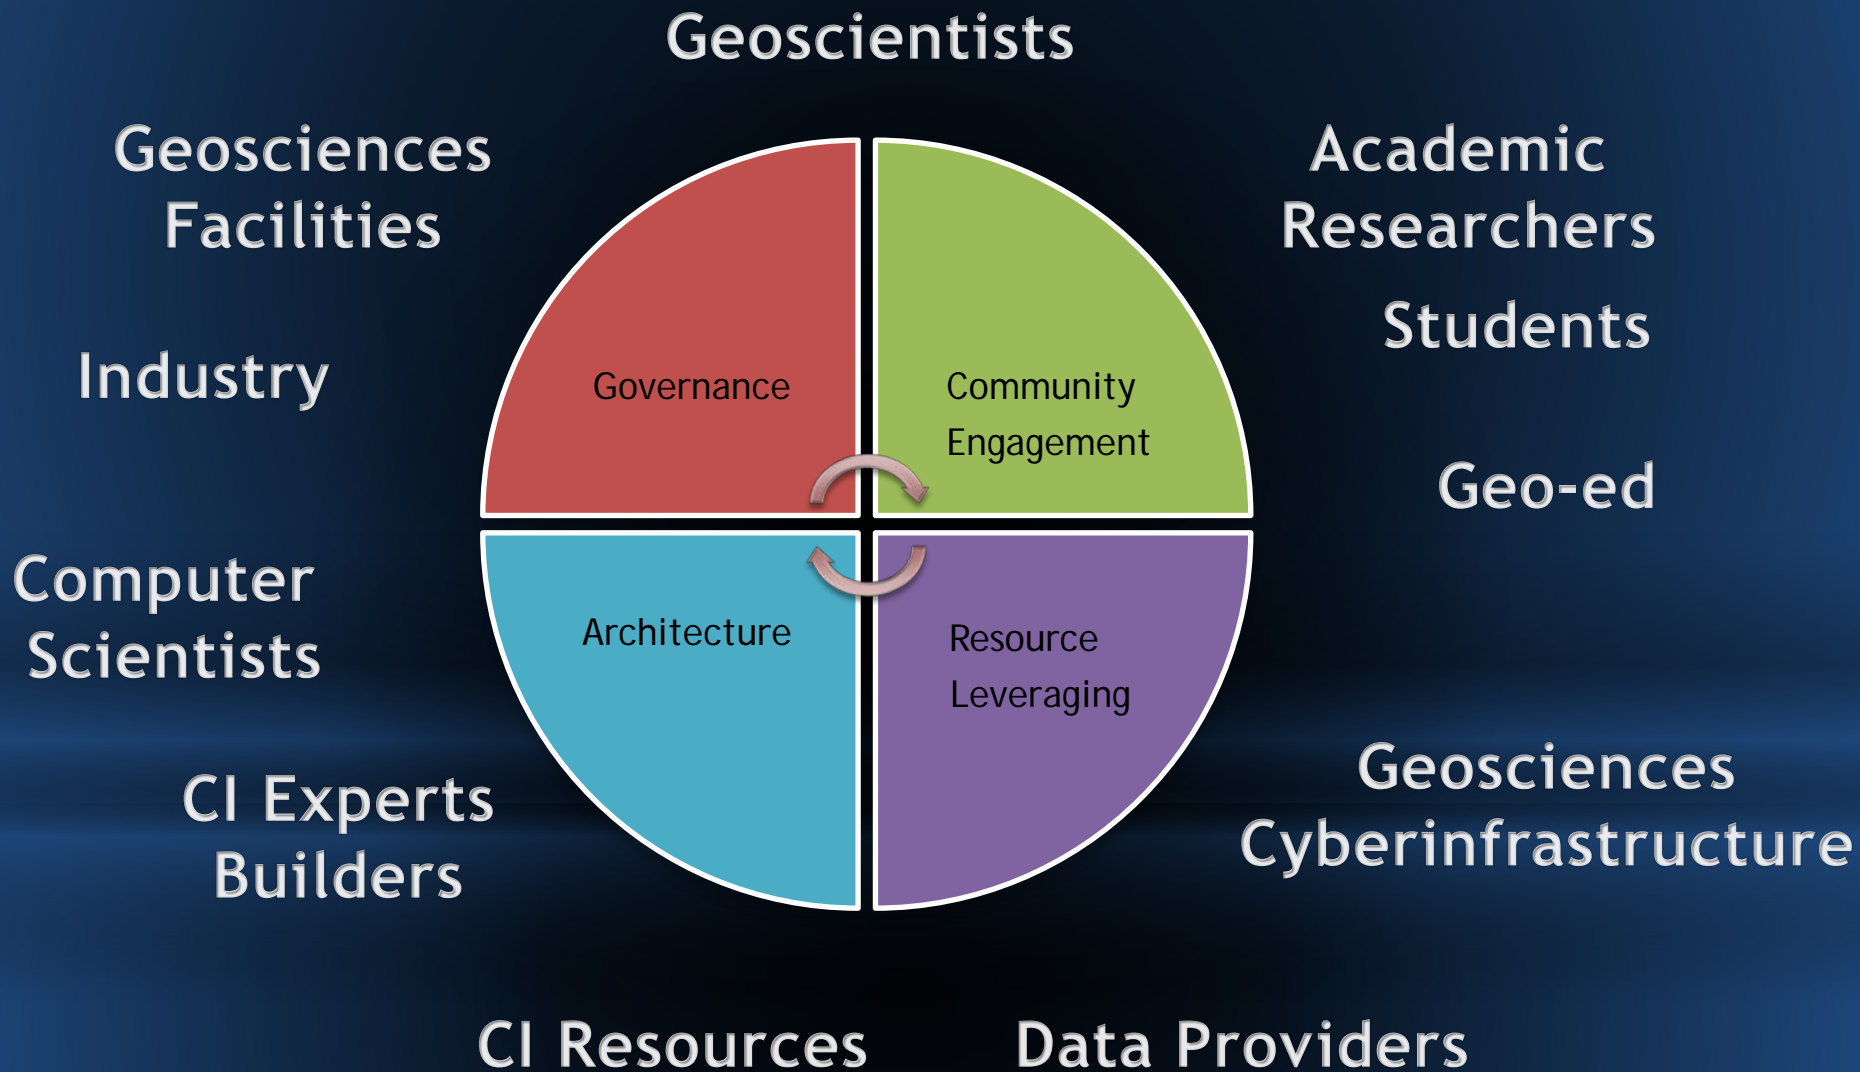 Geoscientists
Geosciences
Facilities
Academic
Researchers
Students
Industry
Governance
Community
Engagement
Geo-ed
Computer
Scientists
Architecture
Resource
Leveraging
CI Experts
Builders
Geosciences
Cyberinfrastructure
CI Resources
Data Providers